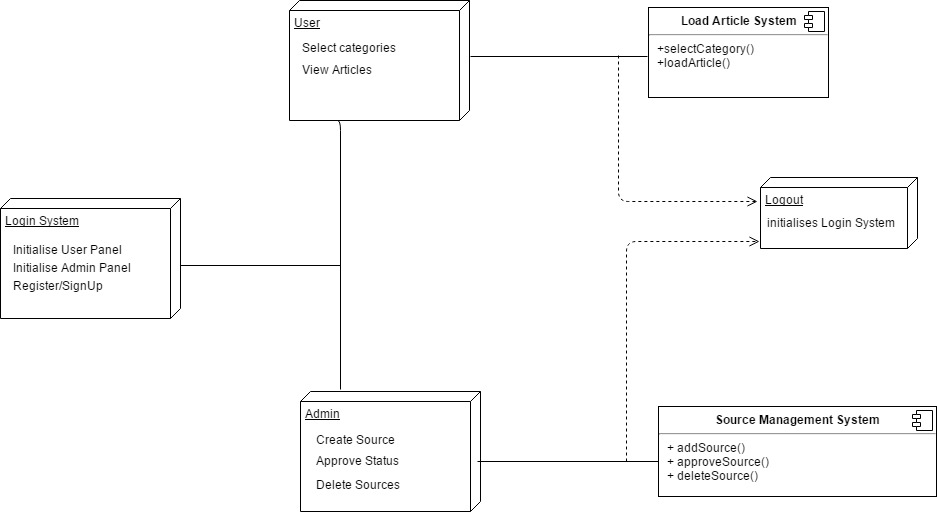 User
Select categories
View Articles
Load Article System
+selectCategory()
+loadArticle()
Login System
Initialise User Panel
Initialise Admin Panel
Register/SignUp
Logout
initialises Login System
Admin
Create Source
Approve Status
Delete Sources
Source Management System
+ addSource()
+ approveSource()
+ deleteSource()